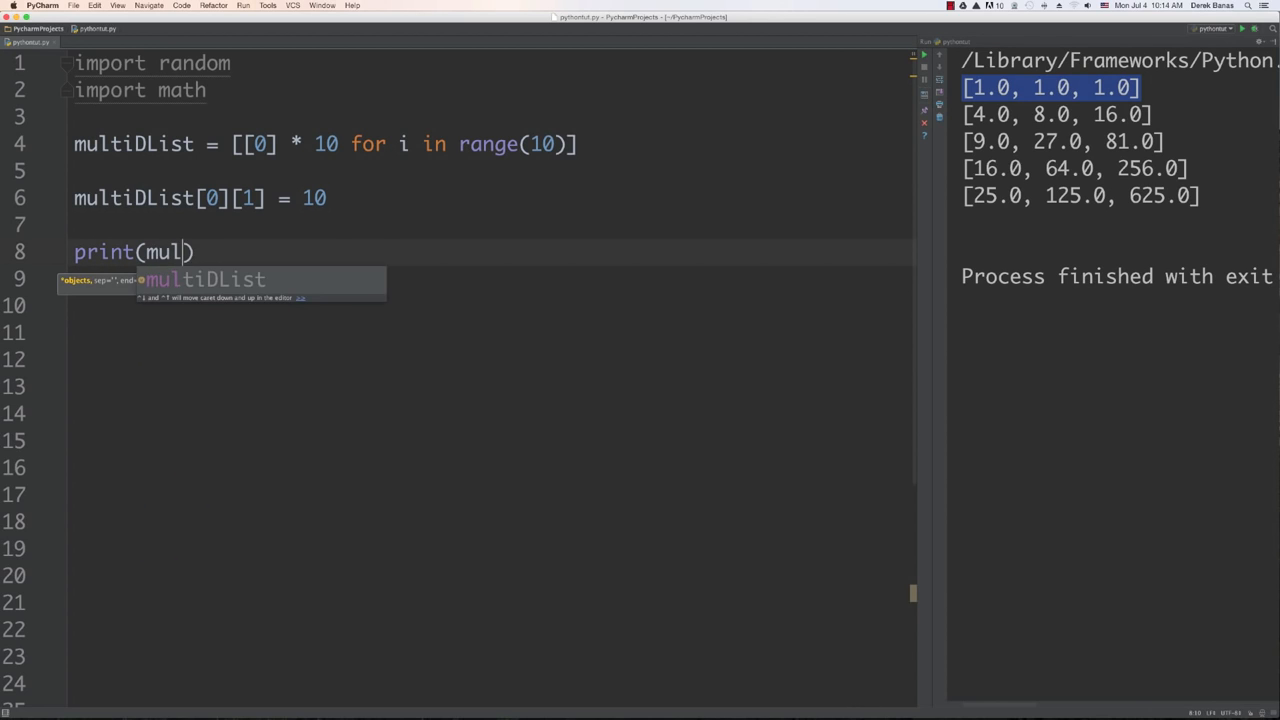 PyCharm File Edit View Navigate Code Refactor Run Tools VCS Window Help
10 Mon Jul 4 10:14 AM Derek Banas
pythontut.py - PycharmProjects - [~/PycharmProjects]
PycharmProjects pythontut.py pythontut
pythontut.py
Run pythontut
1 import random
2 import math
3
4 multiDList = [[0] * 10 for i in range(10)]
5
6 multiDList[0][1] = 10
7
8 print(mul)
*objects, sep='', end=
multiDList
^↓ and ^↑ will move caret down and up in the editor >>
9
10
11
12
13
14
15
16
17
18
19
20
21
22
23
24
/Library/Frameworks/Python.
[1.0, 1.0, 1.0]
[4.0, 8.0, 16.0]
[9.0, 27.0, 81.0]
[16.0, 64.0, 256.0]
[25.0, 125.0, 625.0]
Process finished with exit
8:10 LF÷ UTF-8÷